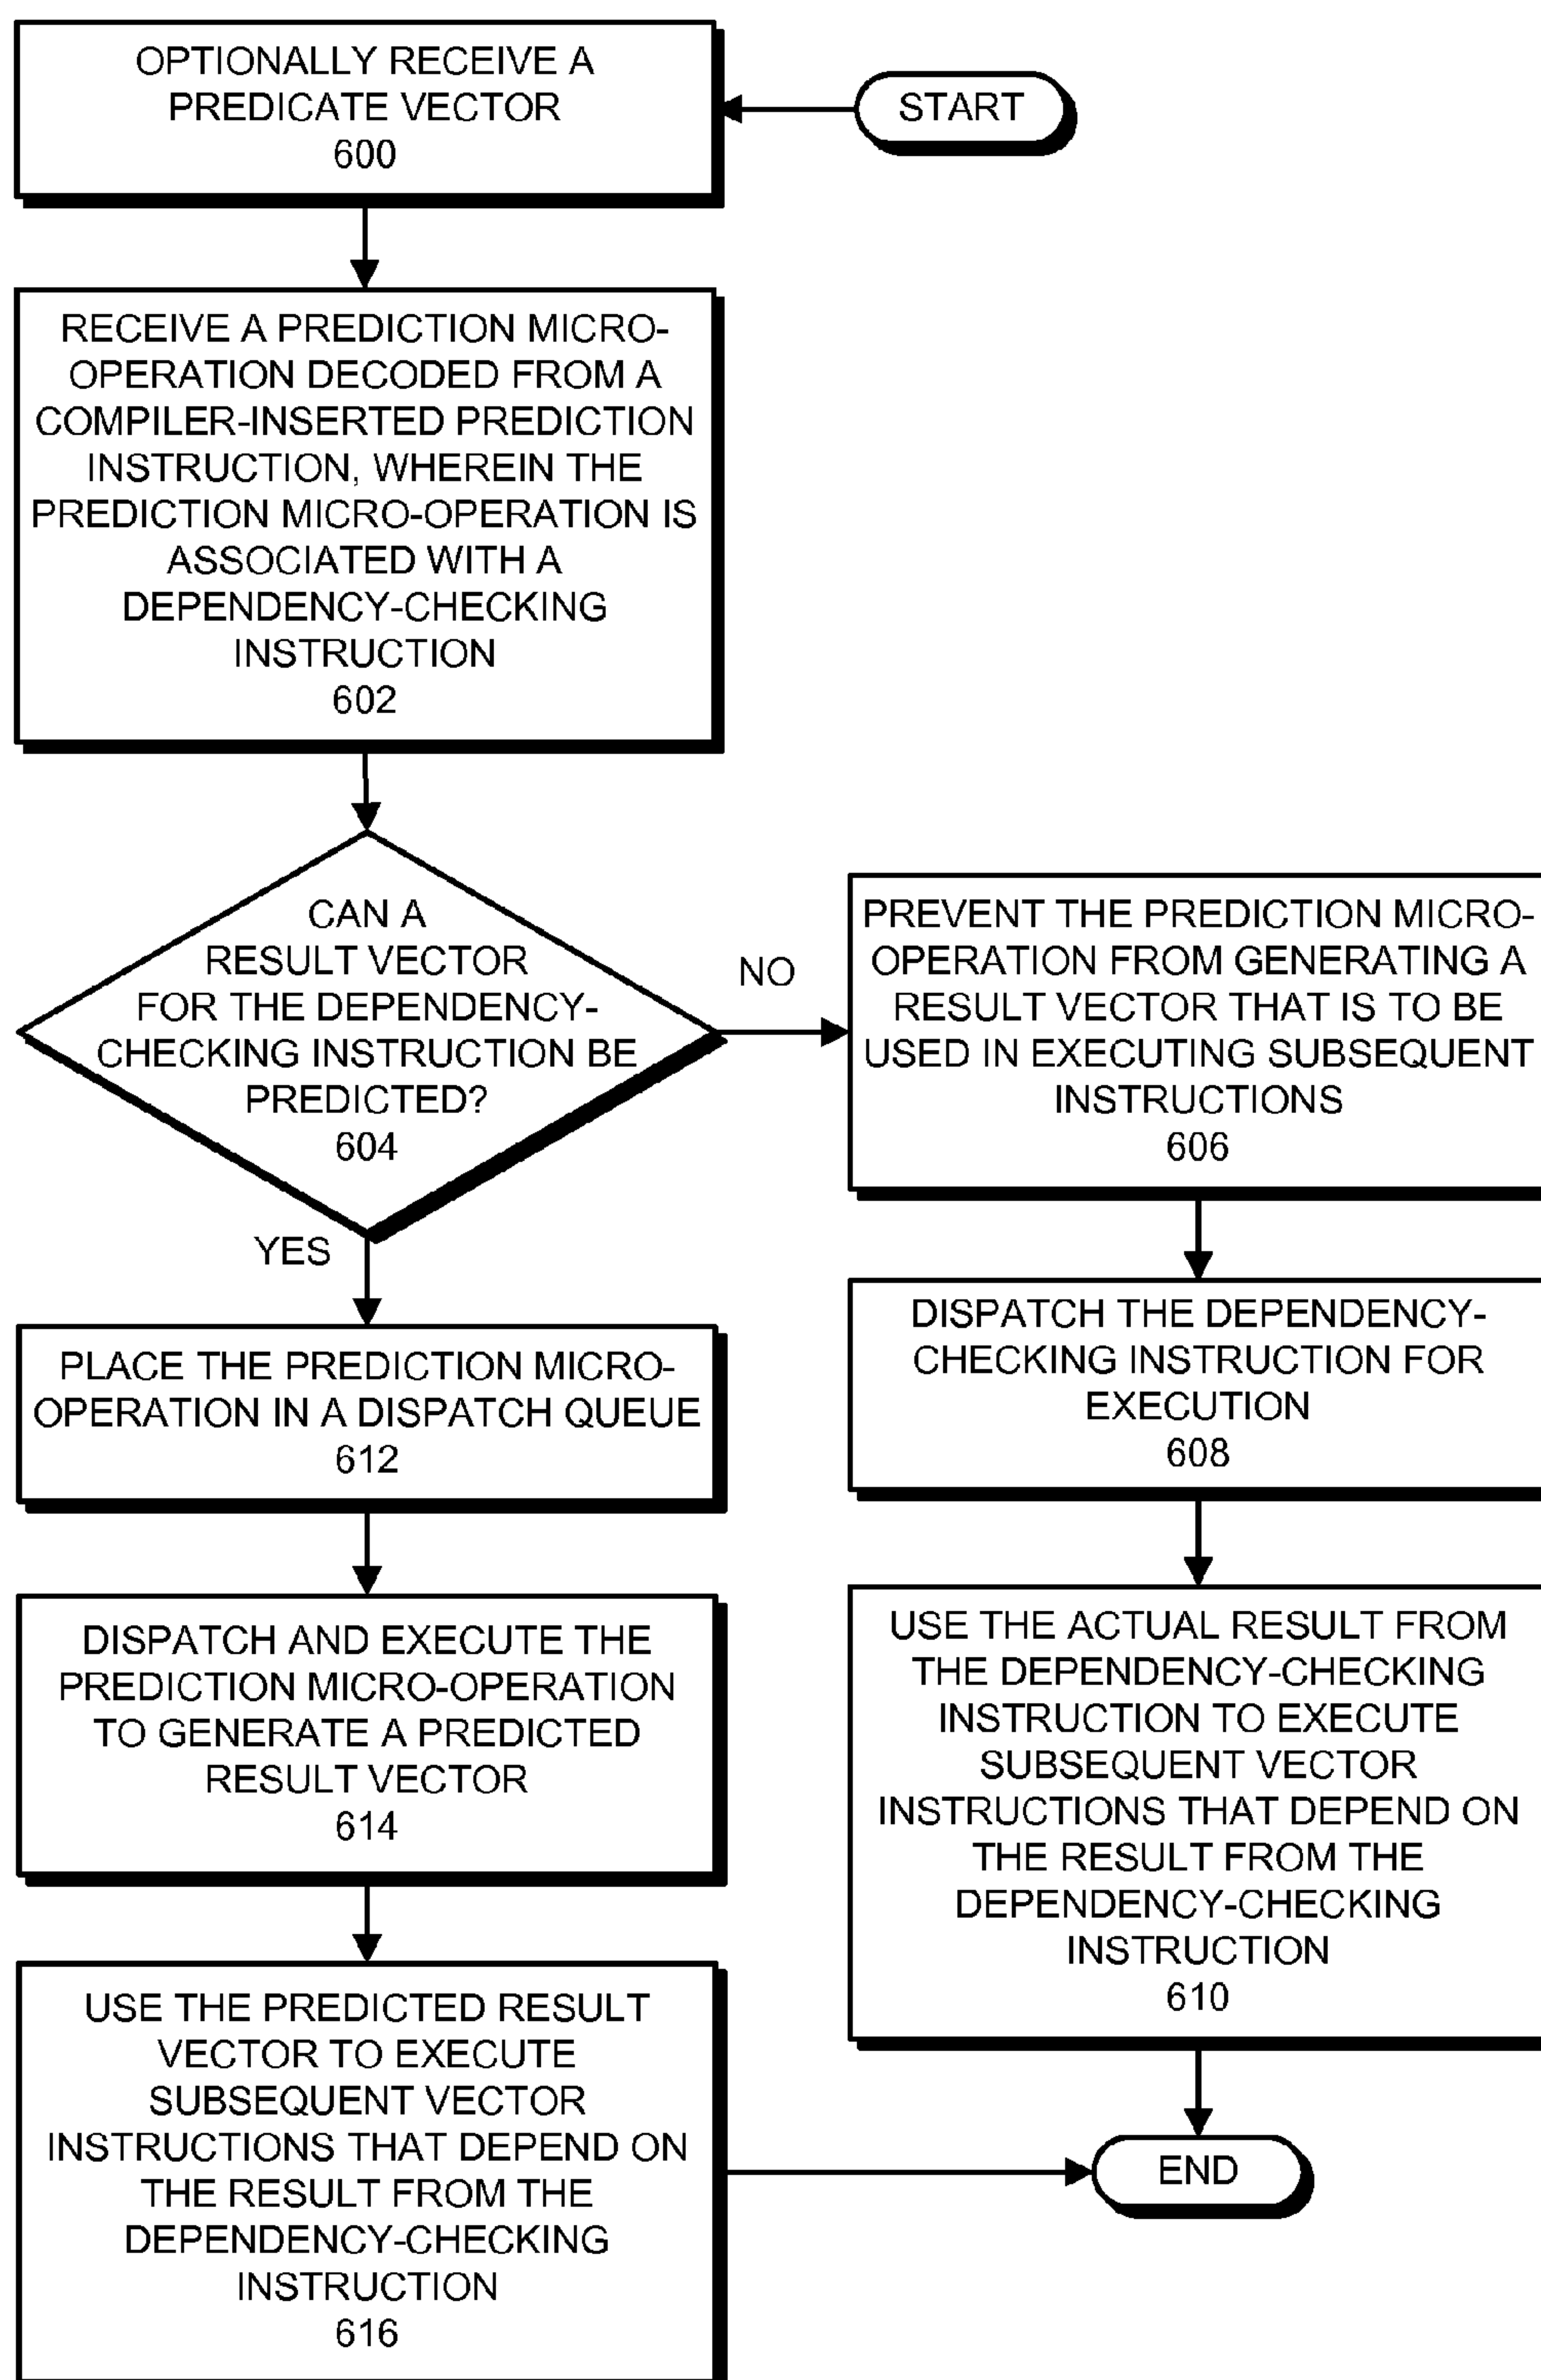 OPTIONALLY RECEIVE A
PREDICATE VECTOR
600
START
RECEIVE A PREDICTION MICRO-
OPERATION DECODED FROM A
COMPILER-INSERTED PREDICTION
INSTRUCTION, WHEREIN THE
PREDICTION MICRO-OPERATION IS
ASSOCIATED WITH A
DEPENDENCY-CHECKING
INSTRUCTION
602
CAN A
RESULT VECTOR
FOR THE DEPENDENCY-
CHECKING INSTRUCTION BE
PREDICTED?
604
NO
PREVENT THE PREDICTION MICRO-
OPERATION FROM GENERATING A
RESULT VECTOR THAT IS TO BE
USED IN EXECUTING SUBSEQUENT
INSTRUCTIONS
606
DISPATCH THE DEPENDENCY-
CHECKING INSTRUCTION FOR
EXECUTION
608
USE THE ACTUAL RESULT FROM
THE DEPENDENCY-CHECKING
INSTRUCTION TO EXECUTE
SUBSEQUENT VECTOR
INSTRUCTIONS THAT DEPEND ON
THE RESULT FROM THE
DEPENDENCY-CHECKING
INSTRUCTION
610
YES
PLACE THE PREDICTION MICRO-
OPERATION IN A DISPATCH QUEUE
612
DISPATCH AND EXECUTE THE
PREDICTION MICRO-OPERATION
TO GENERATE A PREDICTED
RESULT VECTOR
614
USE THE PREDICTED RESULT
VECTOR TO EXECUTE
SUBSEQUENT VECTOR
INSTRUCTIONS THAT DEPEND ON
THE RESULT FROM THE
DEPENDENCY-CHECKING
INSTRUCTION
616
END